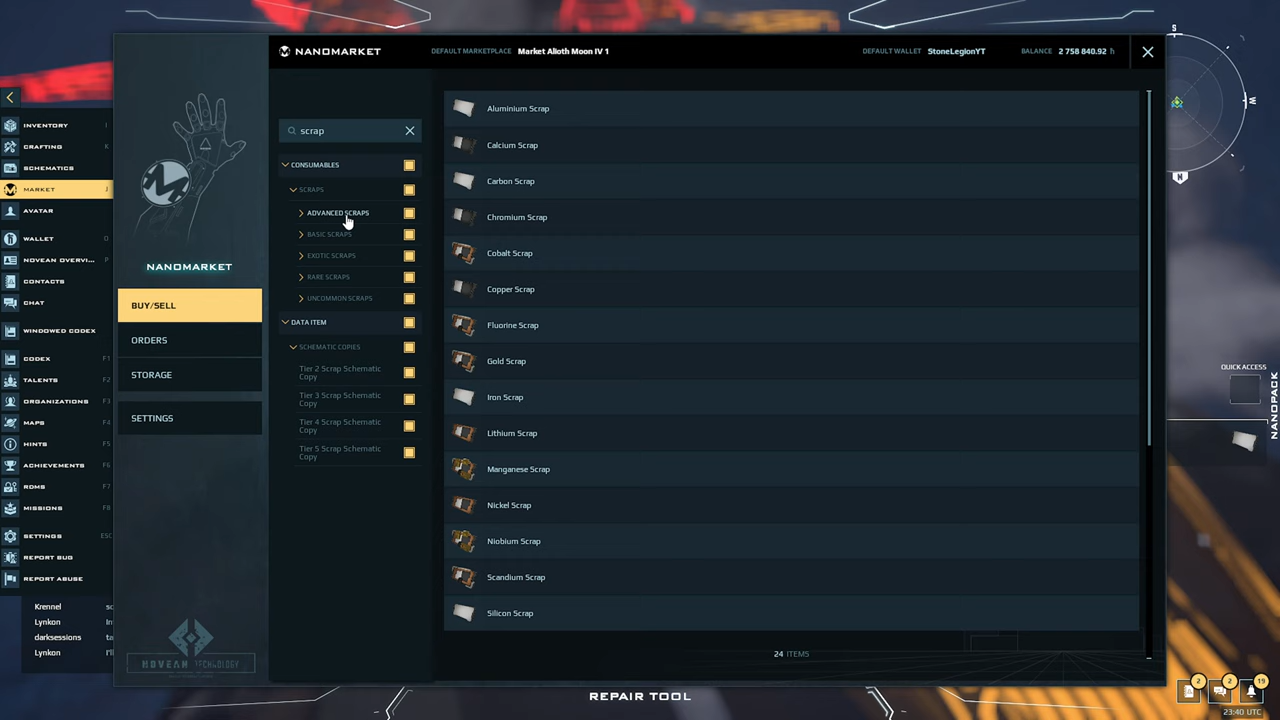 NANOMARKET
DEFAULT MARKETPLACE Market Alioth Moon IV 1
DEFAULT WALLET StoneLegionYT
BALANCE 2 758 840.92 ħ
INVENTORY I
CRAFTING K
SCHEMATICS
MARKET J
AVATAR
WALLET O
NOVEAN OVERVI... P
CONTACTS
CHAT
WINDOWED CODEX
CODEX F1
TALENTS F2
ORGANIZATIONS F3
MAPS F4
HINTS F5
ACHIEVEMENTS F6
RDMS F7
MISSIONS F8
SETTINGS ESC
REPORT BUG
REPORT ABUSE
Krennel
Lynkon
darksessions
Lynkon
NANOMARKET
BUY/SELL
ORDERS
STORAGE
SETTINGS
NOVEAN TECHNOLOGY
scrap
CONSUMABLES
SCRAPS
ADVANCED SCRAPS
BASIC SCRAPS
EXOTIC SCRAPS
RARE SCRAPS
UNCOMMON SCRAPS
DATA ITEM
SCHEMATIC COPIES
Tier 2 Scrap Schematic
Copy
Tier 3 Scrap Schematic
Copy
Tier 4 Scrap Schematic
Copy
Tier 5 Scrap Schematic
Copy
Aluminium Scrap
Calcium Scrap
Carbon Scrap
Chromium Scrap
Cobalt Scrap
Copper Scrap
Fluorine Scrap
Gold Scrap
Iron Scrap
Lithium Scrap
Manganese Scrap
Nickel Scrap
Niobium Scrap
Scandium Scrap
Silicon Scrap
24 ITEMS
REPAIR TOOL
S
W
N
QUICK ACCESS
NANOPACK
2
2
19
23:40 UTC